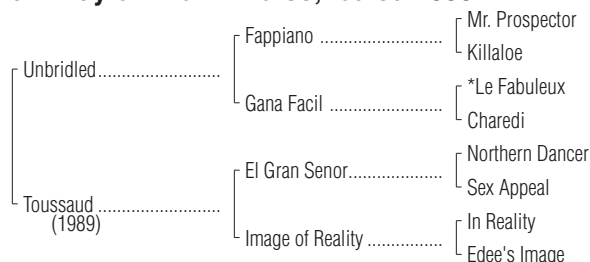 Mr. Prospector
Fappiano ......................
Killaloe
Unbridled.........................
*Le Fabuleux
Gana Facil .......................
Charedi
Northern Dancer
El Gran Senor...................
Sex Appeal
Toussaud .........................
(1989)
In Reality
Image of Reality ...............
Edee's Image